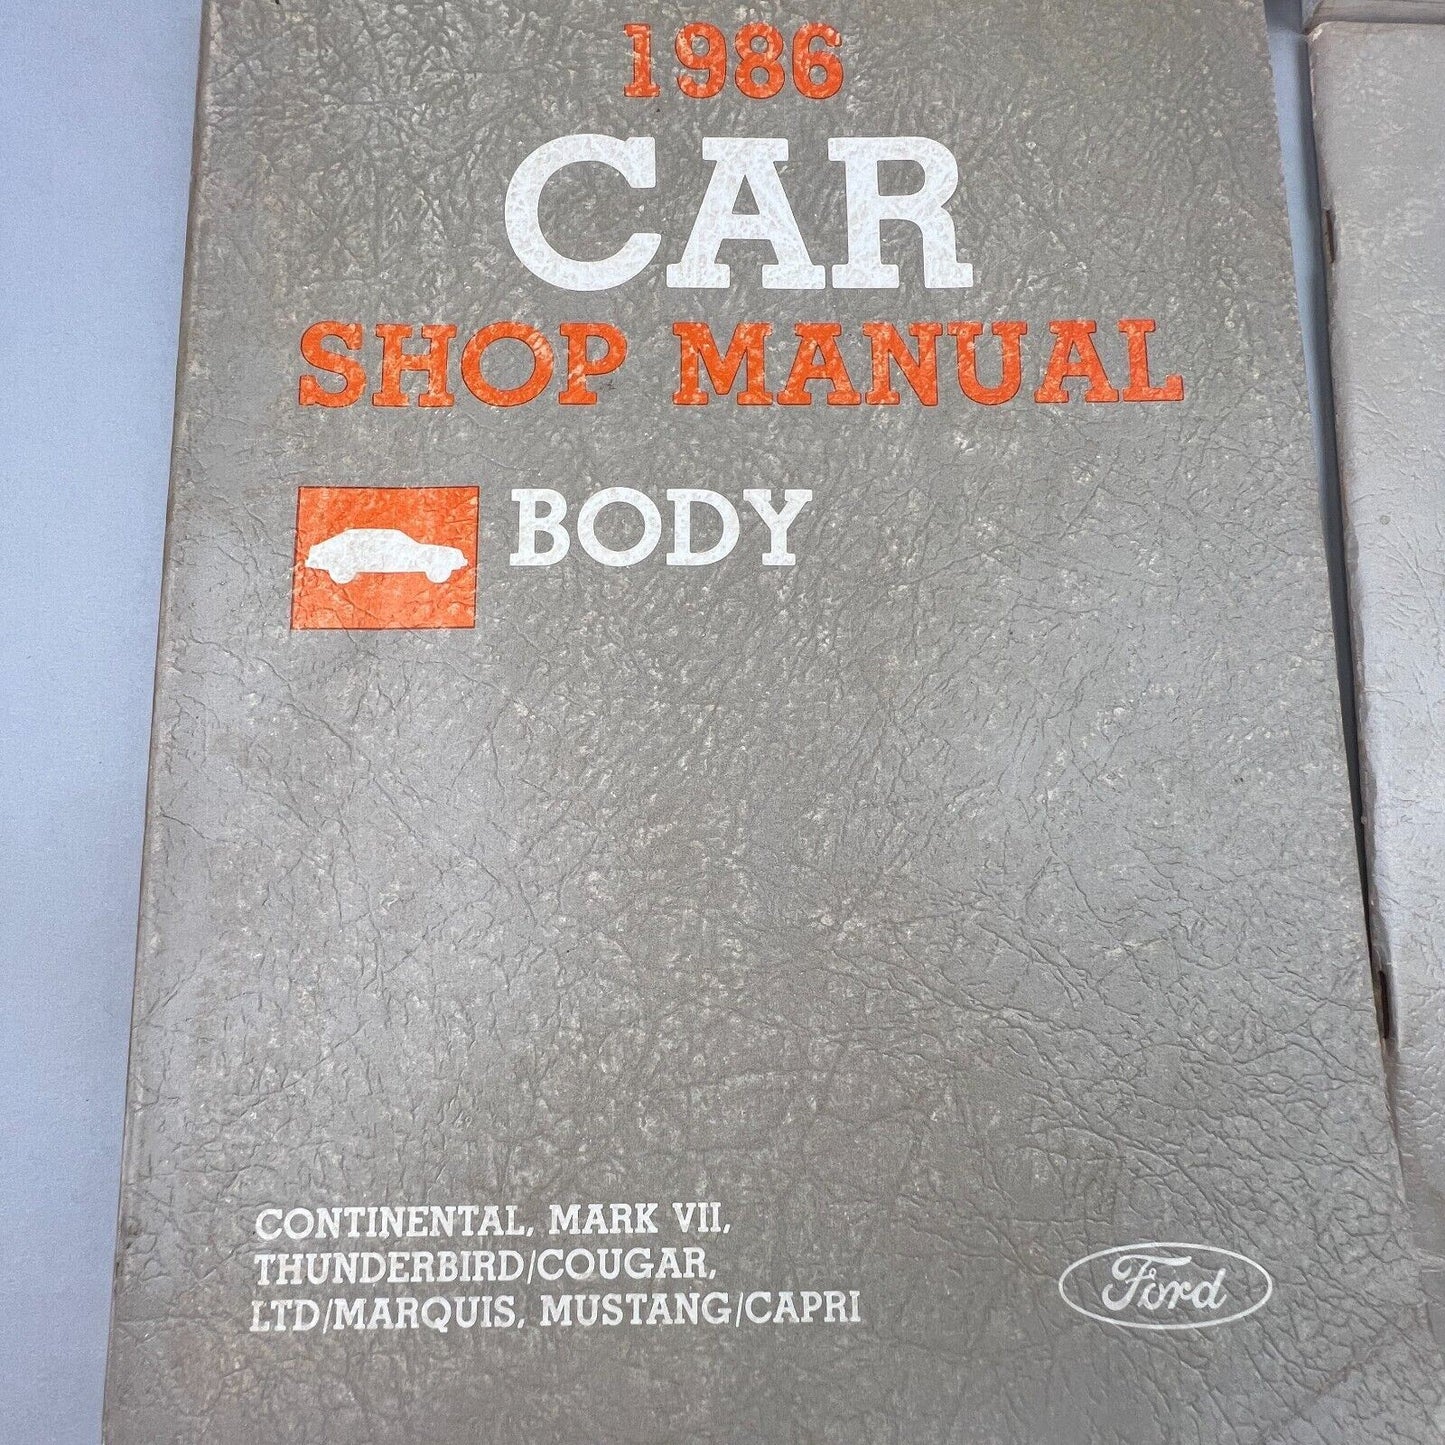 1986
CAR
SHOP MANUAL
BODY
CONTINENTAL, MARK VII,
THUNDERBIRD/COUGAR,
LTD/MARQUIS, MUSTANG/CAPRI
Ford